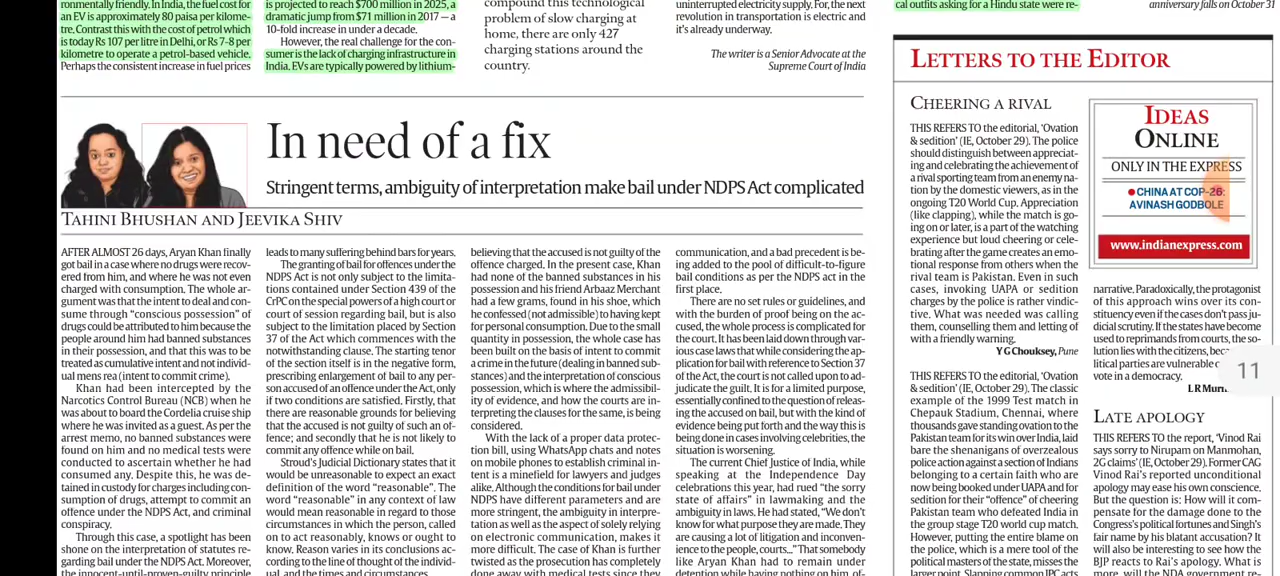 ronmentally friendly. In India, the fuel cost for
an EV is approximately 80 paisa per kilome-
tre. Contrast this with the cost of petrol which
is today Rs 107 per litre in Delhi, or Rs 7-8 per
kilometre to operate a petrol-based vehicle.
Perhaps the consistent increase in fuel prices
is projected to reach $700 million in 2025, a
dramatic jump from $71 million in 2017 — a
10-fold increase in under a decade.
However, the real challenge for the con-
sumer is the lack of charging infrastructure in
India. EVs are typically powered by lithium-
compound this technological
problem of slow charging at
home, there are only 427
charging stations around the
country.
uninterrupted electricity supply. For, the next
revolution in transportation is electric and
it's already underway.
The writer is a Senior Advocate at the
Supreme Court of India
cal outfits asking for a Hindu state were re-
anniversary falls on October 31
In need of a fix
Stringent terms, ambiguity of interpretation make bail under NDPS Act complicated
TAHINI BHUSHAN AND JEEVIKA SHIV
AFTER ALMOST 26 days, Aryan Khan finally
got bail in a case where no drugs were recov-
ered from him, and where he was not even
charged with consumption. The whole ar-
gument was that the intent to deal and con-
sume through "conscious possession" of
drugs could be attributed to him because the
people around him had banned substances
in their possession, and that this was to be
treated as cumulative intent and not individ-
ual mens rea (intent to commit crime).
Khan had been intercepted by the
Narcotics Control Bureau (NCB) when he
was about to board the Cordelia cruise ship
where he was invited as a guest. As per the
arrest memo, no banned substances were
found on him and no medical tests were
conducted to ascertain whether he had
consumed any. Despite this, he was de-
tained in custody for charges including con-
sumption of drugs, attempt to commit an
offence under the NDPS Act, and criminal
conspiracy.
Through this case, a spotlight has been
shone on the interpretation of statutes re-
garding bail under the NDPS Act. Moreover,
the innocent-until-proven-guilty principle
leads to many suffering behind bars for years.
The granting of bail for offences under the
NDPS Act is not only subject to the limita-
tions contained under Section 439 of the
CrPC on the special powers of a high court or
court of session regarding bail, but is also
subject to the limitation placed by Section
37 of the Act which commences with the
notwithstanding clause. The starting tenor
of the section itself is in the negative form,
prescribing enlargement of bail to any per-
son accused of an offence under the Act, only
if two conditions are satisfied. Firstly, that
there are reasonable grounds for believing
that the accused is not guilty of such an of-
fence; and secondly that he is not likely to
commit any offence while on bail.
Stroud's Judicial Dictionary states that it
would be unreasonable to expect an exact
definition of the word "reasonable". The
word "reasonable" in any context of law
would mean reasonable in regard to those
circumstances in which the person, called
on to act reasonably, knows or ought to
know. Reason varies in its conclusions ac-
cording to the line of thought of the individ-
ual, and the times and circumstances
believing that the accused is not guilty of the
offence charged. In the present case, Khan
had none of the banned substances in his
possession and his friend Arbaaz Merchant
had a few grams, found in his shoe, which
he confessed (not admissible) to having kept
for personal consumption. Due to the small
quantity in possession, the whole case has
been built on the basis of intent to commit
a crime in the future (dealing in banned sub-
stances) and the interpretation of conscious
possession, which is where the admissibil-
ity of evidence, and how the courts are in-
terpreting the clauses for the same, is being
considered.
With the lack of a proper data protec-
tion bill, using WhatsApp chats and notes
on mobile phones to establish criminal in-
tent is a minefield for lawyers and judges
alike. Although the conditions for bail under
NDPS have different parameters and are
more stringent, the ambiguity in interpre-
tation as well as the aspect of solely relying
on electronic communication, makes it
more difficult. The case of Khan is further
twisted as the prosecution has completely
done away with medical tests since they
communication, and a bad precedent is be-
ing added to the pool of difficult-to-figure
bail conditions as per the NDPS act in the
first place.
There are no set rules or guidelines, and
with the burden of proof being on the ac-
cused, the whole process is complicated for
the court. It has been laid down through var-
ious case laws that while considering the ap-
plication for bail with reference to Section 37
of the Act, the court is not called upon to ad-
judicate the guilt. It is for a limited purpose,
essentially confined to the question of releas-
ing the accused on bail, but with the kind of
evidence being put forth and the way this is
being done in cases involving celebrities, the
situation is worsening.
The current Chief Justice of India, while
speaking at the Independence Day
celebrations this year, had rued "the sorry
state of affairs" in lawmaking and the
ambiguity in laws. He had stated, "We don't
know for what purpose they are made. They
are causing a lot of litigation and inconven-
ience to the people, courts..." That somebody
like Aryan Khan had to remain under
detention while having nothing on him, of-
LETTERS TO THE EDITOR
CHEERING A RIVAL
THIS REFERS TO the editorial, 'Ovation
& sedition' (IE, October 29). The police
should distinguish between appreciat-
ing and celebrating the achievement of
a rival sporting team from an enemy na-
tion by the domestic viewers, as in the
ongoing T20 World Cup. Appreciation
(like clapping), while the match is go-
ing on or later, is a part of the watching
experience but loud cheering or cele-
brating after the game creates an emo-
tional response from others when the
rival team is Pakistan. Even in such
cases, invoking UAPA or sedition
charges by the police is rather vindic-
tive. What was needed was calling
them, counselling them and letting of
with a friendly warning.
Y G Chouksey, Pune
THIS REFERS TO the editorial, 'Ovation
& sedition' (IE, October 29). The classic
example of the 1999 Test match in
Chepauk Stadium, Chennai, where
thousands gave standing ovation to the
Pakistan team for its win over India, laid
bare the shenanigans of overzealous
police action against a section of Indians
belonging to a certain faith who are
now being booked under UAPA and for
sedition for their "offence" of cheering
Pakistan team who defeated India in
the group stage T20 world cup match.
However, putting the entire blame on
the police, which is a mere tool of the
political masters of the state, misses the
larger point. Slapping common IPC acts
IDEAS
ONLINE
ONLY IN THE EXPRESS
● CHINA AT COP-26:
AVINASH GODBOLE
www.indianexpress.com
narrative. Paradoxically, the protagonist
of this approach wins over its con-
stituency even if the cases don't pass ju-
dicial scrutiny. If the states have become
used to reprimands from courts, the so-
lution lies with the citizens, bec
litical parties are vulnerable
vote in a democracy.
L R
11
LATE APOLOGY
THIS REFERS TO the report, 'Vinod Rai
says sorry to Nirupam on Manmohan,
2G claims' (IE, October 29). Former CAG
Vinod Rai's reported unconditional
apology may ease his own conscience.
But the question is: How will it com-
pensate for the damage done to the
Congress's political fortunes and Singh's
fair name by his blatant accusation? It
will also be interesting to see how the
BJP reacts to Rai's apology. What is
more, will the NDA government re-